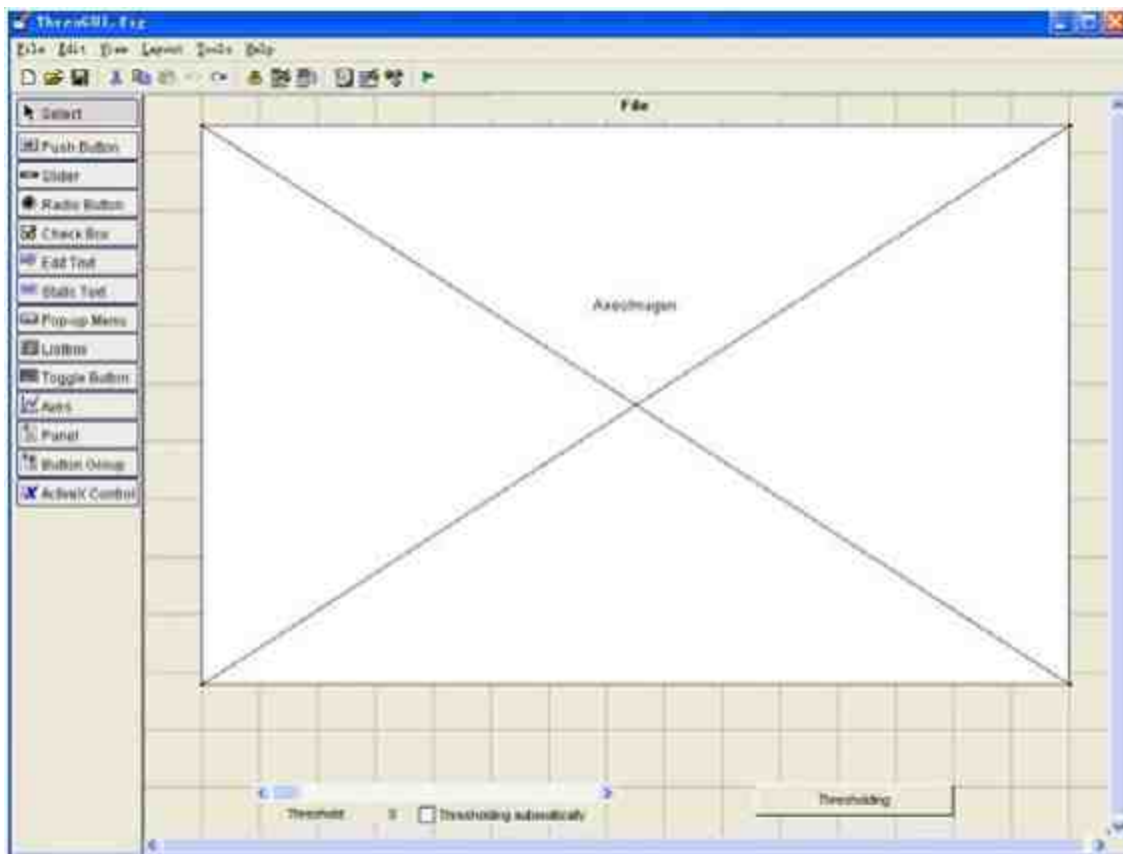 ThresGUI.fig
File Edit View Layout Tools Help
File
Select
Push Button
Slider
Radio Button
Check Box
Edit Text
Static Text
Pop-up Menu
Listbox
Toggle Button
Axes
Panel
Button Group
ActiveX Control
AxesImagen
Threshold 0 Thresholding automatically
Thresholding